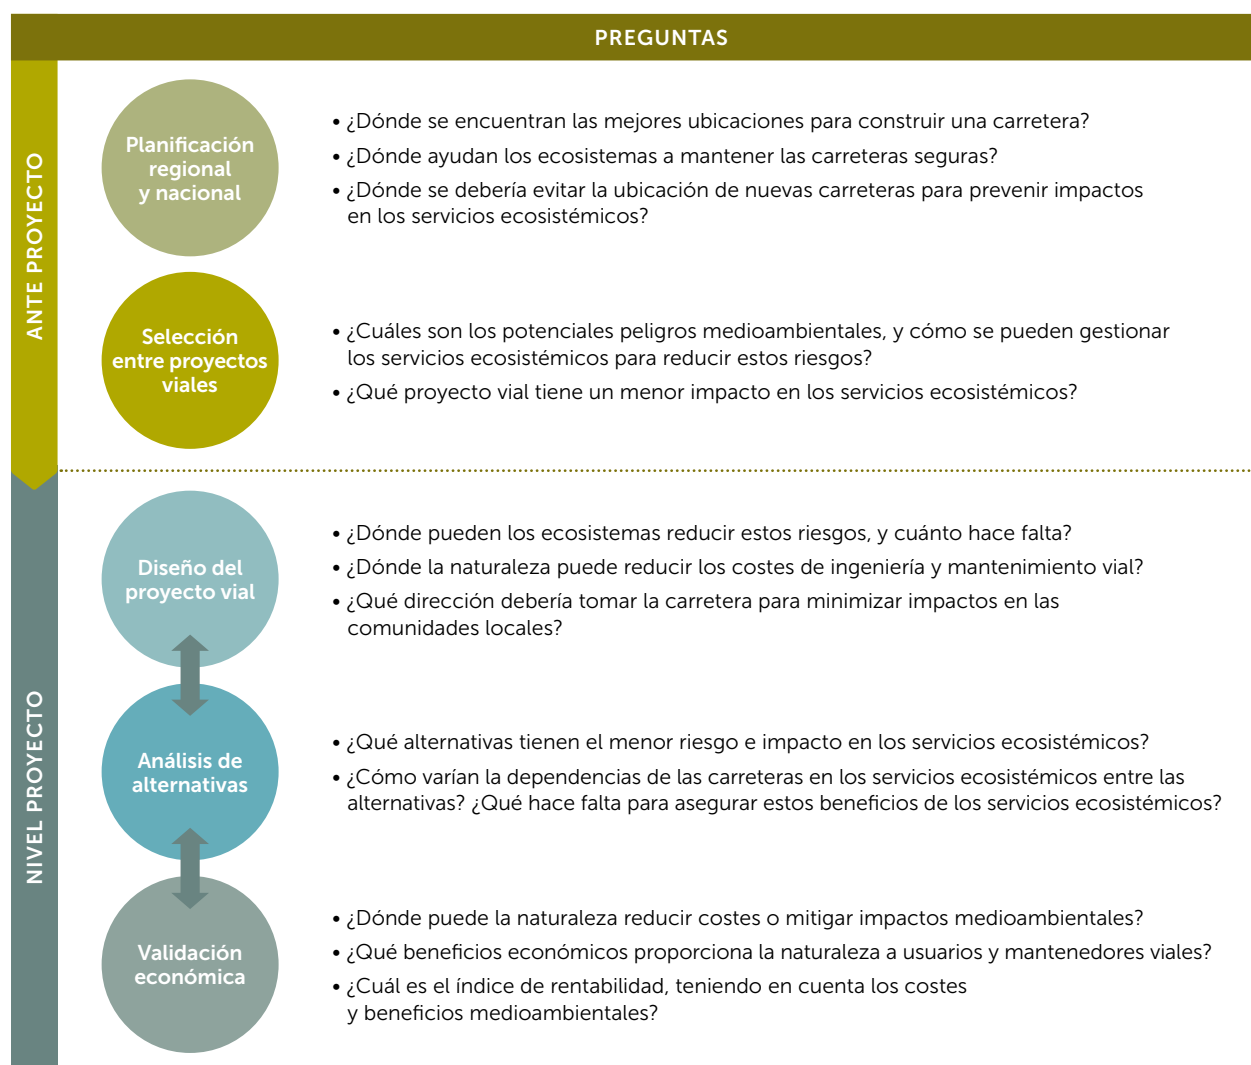 PREGUNTAS
ANTE PROYECTO
Planificación
regional
y nacional
• ¿Dónde se encuentran las mejores ubicaciones para construir una carretera?
• ¿Dónde ayudan los ecosistemas a mantener las carreteras seguras?
• ¿Dónde se debería evitar la ubicación de nuevas carreteras para prevenir impactos
en los servicios ecosistémicos?
Selección
entre proyectos
viales
• ¿Cuáles son los potenciales peligros medioambientales, y cómo se pueden gestionar
los servicios ecosistémicos para reducir estos riesgos?
• ¿Qué proyecto vial tiene un menor impacto en los servicios ecosistémicos?
NIVEL PROYECTO
Diseño del
proyecto vial
• ¿Dónde pueden los ecosistemas reducir estos riesgos, y cuánto hace falta?
• ¿Dónde la naturaleza puede reducir los costes de ingeniería y mantenimiento vial?
• ¿Qué dirección debería tomar la carretera para minimizar impactos en las
comunidades locales?
Análisis de
alternativas
• ¿Qué alternativas tienen el menor riesgo e impacto en los servicios ecosistémicos?
• ¿Cómo varían la dependencias de las carreteras en los servicios ecosistémicos entre las
alternativas? ¿Qué hace falta para asegurar estos beneficios de los servicios ecosistémicos?
Validación
económica
• ¿Dónde puede la naturaleza reducir costes o mitigar impactos medioambientales?
• ¿Qué beneficios económicos proporciona la naturaleza a usuarios y mantenedores viales?
• ¿Cuál es el índice de rentabilidad, teniendo en cuenta los costes
y beneficios medioambientales?